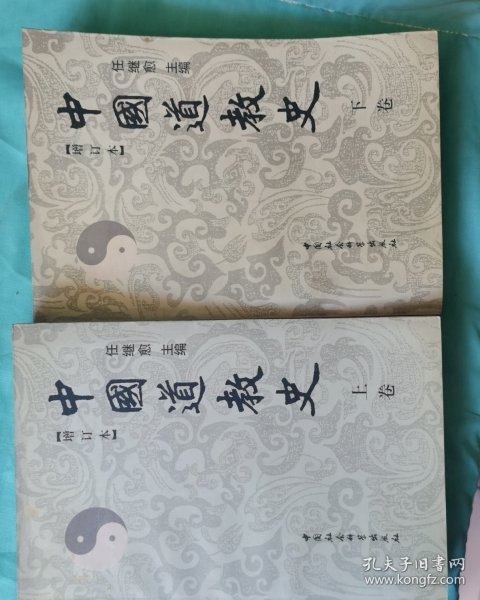 任继愈 主编
中國道教史
下卷
【增订本】
中国社会科学出版社
任继愈 主编
中國道教史
上卷
【增订本】
中国社会科学出版社
孔夫子旧书网
www.kongfz.com